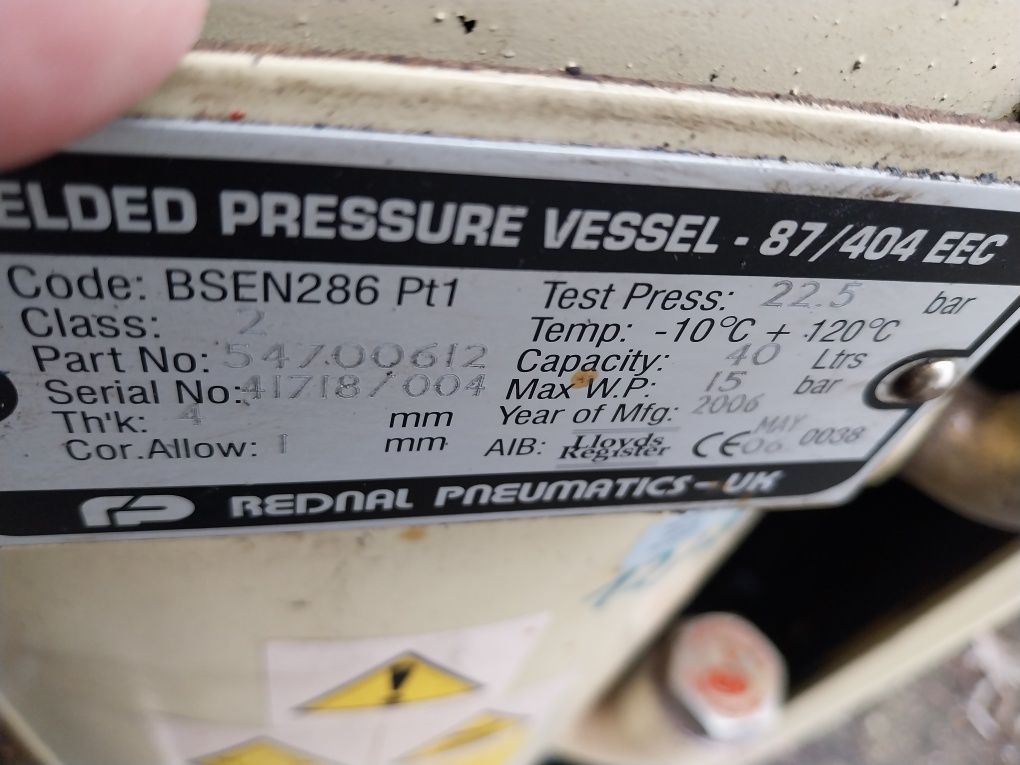 ELDED PRESSURE VESSEL - 87/404 EEC
Code: BSEN286 Pt1
Test Press: 22.5 bar
Class: 2
Temp: -10°C + 120°C
Part No: 54700612
Capacity: 40 Ltrs
Serial No: 41718/004
Max W.P: 15 bar
Th'k: 4 mm
Year of Mfg: 2006
Cor.Allow: 1 mm
AIB: Lloyds Register CE MAY 06 0038
REDNAL PNEUMATICS - UK